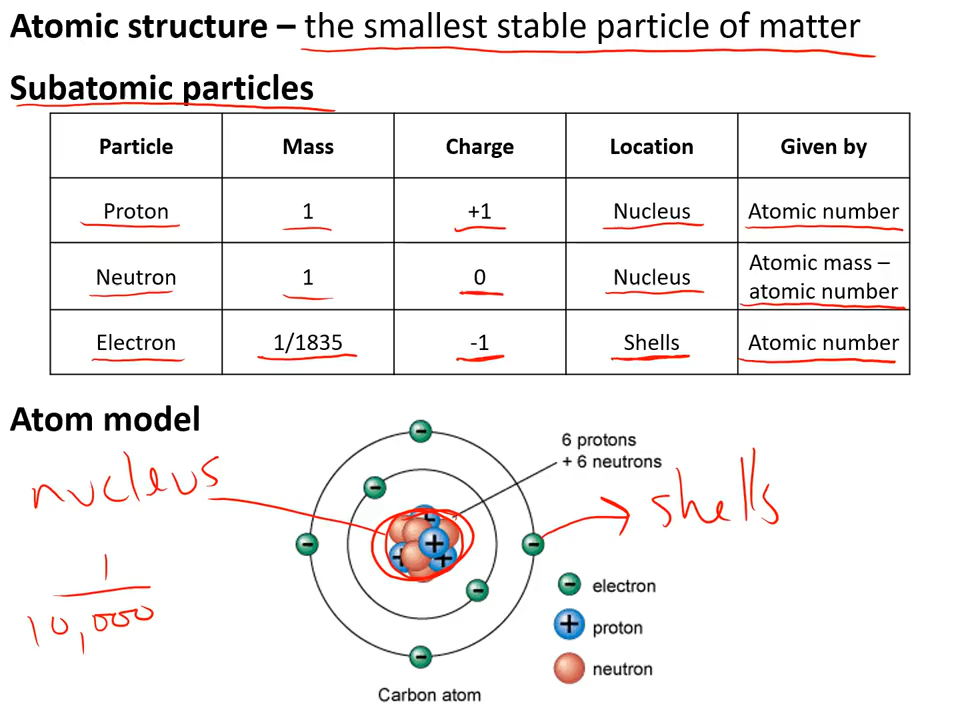 Atomic structure – the smallest stable particle of matter
Subatomic particles
Particle Mass Charge Location Given by
Proton 1 +1 Nucleus Atomic number
Neutron 1 0 Nucleus Atomic mass –
atomic number
Electron 1/1835 -1 Shells Atomic number
Atom model
6 protons
+ 6 neutrons
nucleus
shells
1
10,000
- electron
+ proton
neutron
Carbon atom